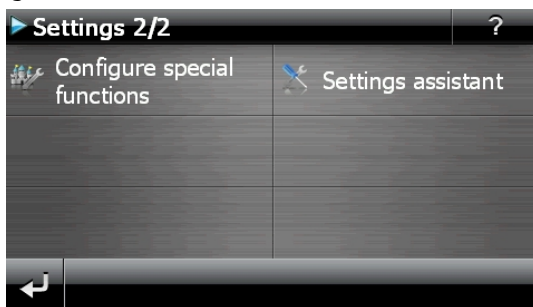 Settings 2/2
?
Configure special
functions
Settings assistant